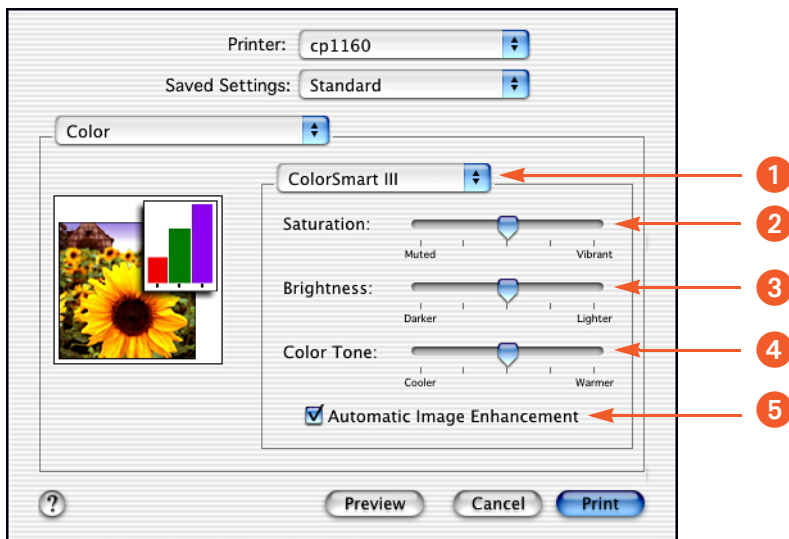 Printer: cp1160
Saved Settings: Standard
Color
ColorSmart III 1
Saturation: 2
Muted Vibrant
Brightness: 3
Darker Lighter
Color Tone: 4
Cooler Warmer
Automatic Image Enhancement 5
? Preview Cancel Print